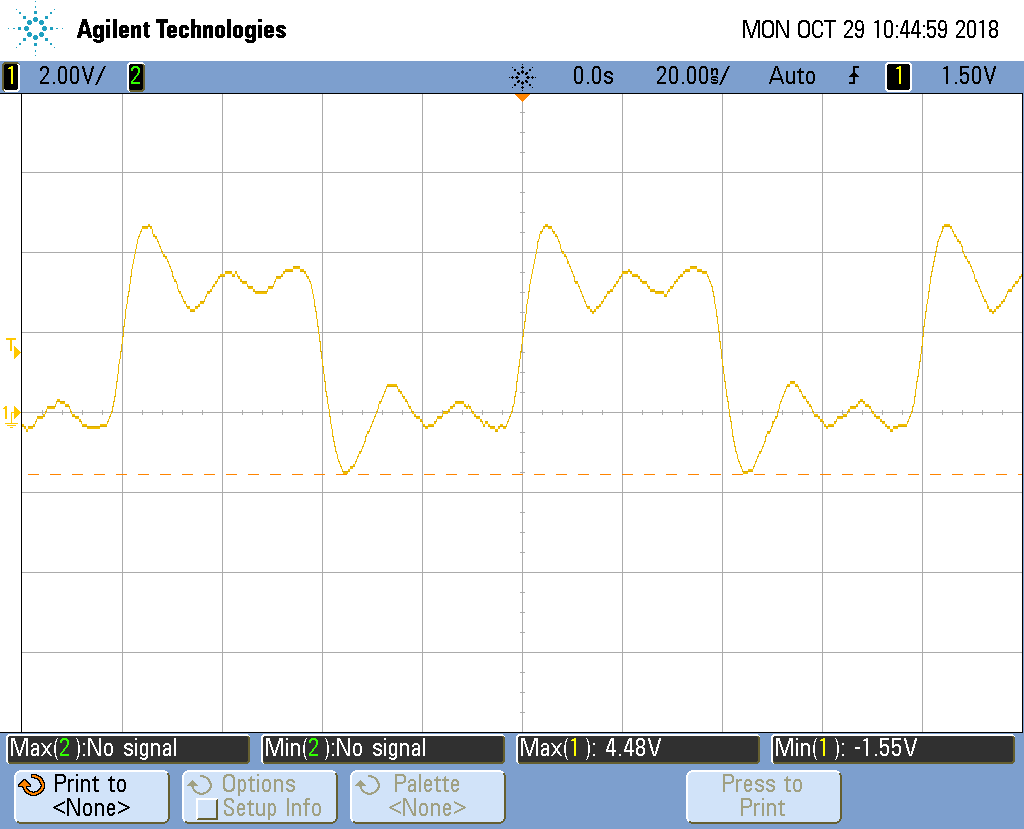 Agilent Technologies MON OCT 29 10:44:59 2018
1 2.00V/ 2 0.0s 20.00ns/ Auto 1 1.50V
T
1
Max(2):No signal Min(2):No signal Max(1): 4.48V Min(1): -1.55V
Print to Options Palette Press to
<None> Setup Info <None> Print